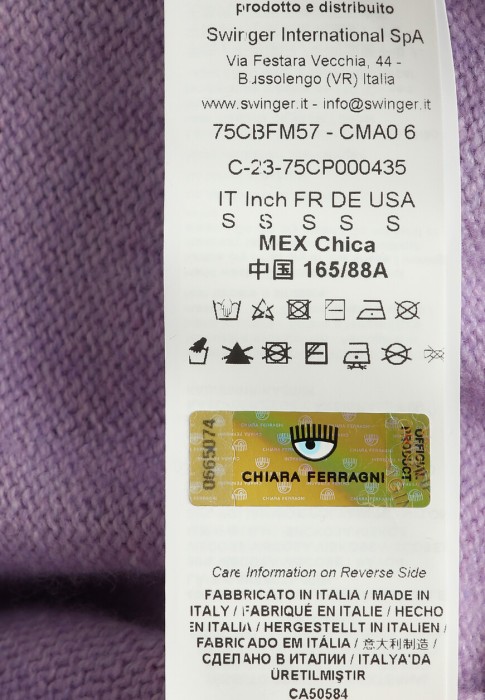 prodotto e distribuito
Swinger International SpA
Via Festara Vecchia, 44 -
Bussolengo (VR) Italia
www.swinger.it - info@swinger.it
75CBFM57 - CMA0 6
C-23-75CP000435
IT Inch FR DE USA
S S S S S
MEX Chica
中国 165/88A
0665074
CHIARA FERRAGNI
OFFICIAL
PRODUCT
Care Information on Reverse Side
FABBRICATO IN ITALIA / MADE IN
ITALY / FABRIQUÉ EN ITALIE / HECHO
EN ITALIA / HERGESTELLT IN ITALIEN /
FABRICADO EM ITÁLIA / 意大利制造 /
СДЕЛАНО В ИТАЛИИ / ITALYA'DA
ÜRETILMIŞTIR
CA50584